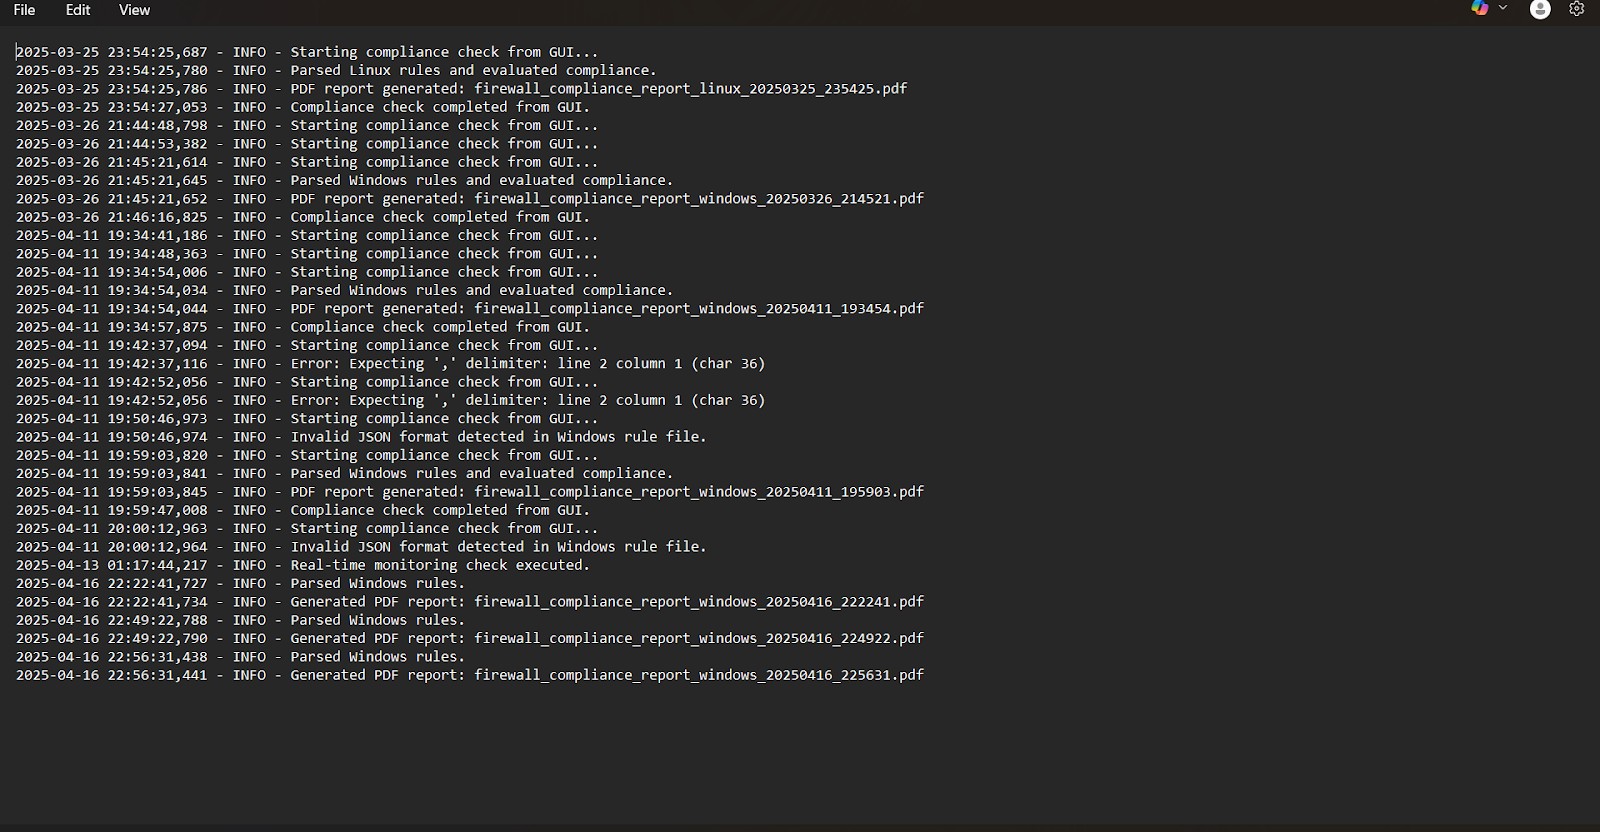 File Edit View
2025-03-25 23:54:25,687 - INFO - Starting compliance check from GUI...
2025-03-25 23:54:25,780 - INFO - Parsed Linux rules and evaluated compliance.
2025-03-25 23:54:25,786 - INFO - PDF report generated: firewall_compliance_report_linux_20250325_235425.pdf
2025-03-25 23:54:27,053 - INFO - Compliance check completed from GUI.
2025-03-26 21:44:48,798 - INFO - Starting compliance check from GUI...
2025-03-26 21:44:53,382 - INFO - Starting compliance check from GUI...
2025-03-26 21:45:21,614 - INFO - Starting compliance check from GUI...
2025-03-26 21:45:21,645 - INFO - Parsed Windows rules and evaluated compliance.
2025-03-26 21:45:21,652 - INFO - PDF report generated: firewall_compliance_report_windows_20250326_214521.pdf
2025-03-26 21:46:16,825 - INFO - Compliance check completed from GUI.
2025-04-11 19:34:41,186 - INFO - Starting compliance check from GUI...
2025-04-11 19:34:48,363 - INFO - Starting compliance check from GUI...
2025-04-11 19:34:54,006 - INFO - Starting compliance check from GUI...
2025-04-11 19:34:54,034 - INFO - Parsed Windows rules and evaluated compliance.
2025-04-11 19:34:54,044 - INFO - PDF report generated: firewall_compliance_report_windows_20250411_193454.pdf
2025-04-11 19:34:57,875 - INFO - Compliance check completed from GUI.
2025-04-11 19:42:37,094 - INFO - Starting compliance check from GUI...
2025-04-11 19:42:37,116 - INFO - Error: Expecting ',' delimiter: line 2 column 1 (char 36)
2025-04-11 19:42:52,056 - INFO - Starting compliance check from GUI...
2025-04-11 19:42:52,056 - INFO - Error: Expecting ',' delimiter: line 2 column 1 (char 36)
2025-04-11 19:50:46,973 - INFO - Starting compliance check from GUI...
2025-04-11 19:50:46,974 - INFO - Invalid JSON format detected in Windows rule file.
2025-04-11 19:59:03,820 - INFO - Starting compliance check from GUI...
2025-04-11 19:59:03,841 - INFO - Parsed Windows rules and evaluated compliance.
2025-04-11 19:59:03,845 - INFO - PDF report generated: firewall_compliance_report_windows_20250411_195903.pdf
2025-04-11 19:59:47,008 - INFO - Compliance check completed from GUI.
2025-04-11 20:00:12,963 - INFO - Starting compliance check from GUI...
2025-04-11 20:00:12,964 - INFO - Invalid JSON format detected in Windows rule file.
2025-04-13 01:17:44,217 - INFO - Real-time monitoring check executed.
2025-04-16 22:22:41,727 - INFO - Parsed Windows rules.
2025-04-16 22:22:41,734 - INFO - Generated PDF report: firewall_compliance_report_windows_20250416_222241.pdf
2025-04-16 22:49:22,788 - INFO - Parsed Windows rules.
2025-04-16 22:49:22,790 - INFO - Generated PDF report: firewall_compliance_report_windows_20250416_224922.pdf
2025-04-16 22:56:31,438 - INFO - Parsed Windows rules.
2025-04-16 22:56:31,441 - INFO - Generated PDF report: firewall_compliance_report_windows_20250416_225631.pdf